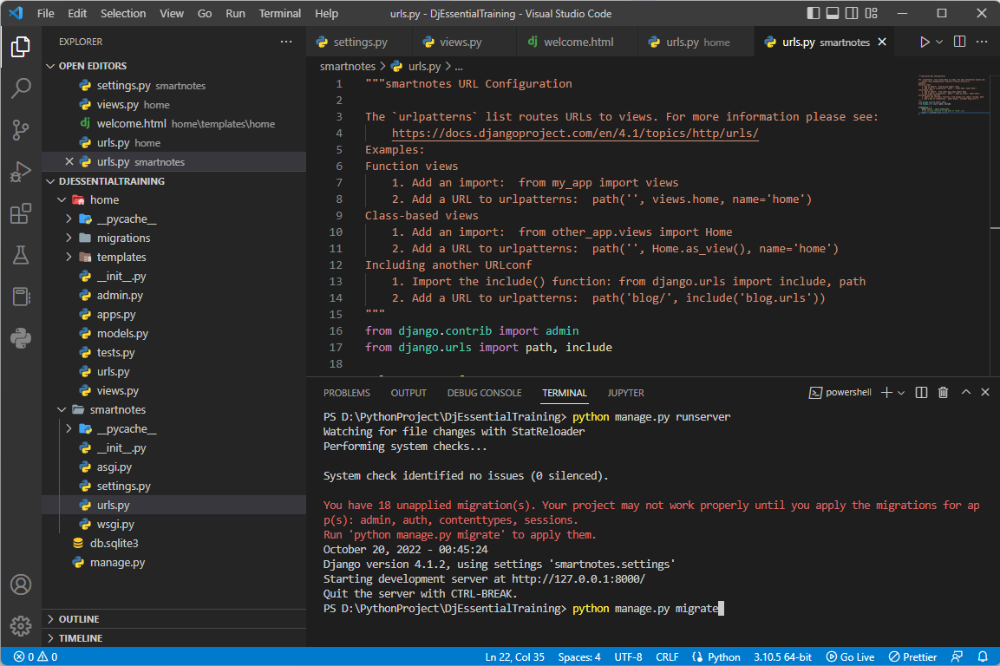 File Edit Selection View Go Run Terminal Help urls.py - DjEssentialTraining - Visual Studio Code
EXPLORER
OPEN EDITORS
settings.py smartnotes
views.py home
welcome.html home\templates\home
urls.py home
urls.py smartnotes
DJESSENTIALTRAINING
home
__pycache__
migrations
templates
__init__.py
admin.py
apps.py
models.py
tests.py
urls.py
views.py
smartnotes
__pycache__
__init__.py
asgi.py
settings.py
urls.py
wsgi.py
db.sqlite3
manage.py
OUTLINE
TIMELINE
settings.py views.py dj welcome.html urls.py home urls.py smartnotes
smartnotes > urls.py > ...
1 """smartnotes URL Configuration
2
3 The `urlpatterns` list routes URLs to views. For more information please see:
4 https://docs.djangoproject.com/en/4.1/topics/http/urls/
5 Examples:
6 Function views
7 1. Add an import:  from my_app import views
8 2. Add a URL to urlpatterns:  path('', views.home, name='home')
9 Class-based views
10 1. Add an import:  from other_app.views import Home
11 2. Add a URL to urlpatterns:  path('', Home.as_view(), name='home')
12 Including another URLconf
13 1. Import the include() function: from django.urls import include, path
14 2. Add a URL to urlpatterns:  path('blog/', include('blog.urls'))
15 """
16 from django.contrib import admin
17 from django.urls import path, include
18
PROBLEMS OUTPUT DEBUG CONSOLE TERMINAL JUPYTER powershell
PS D:\PythonProject\DjEssentialTraining> python manage.py runserver
Watching for file changes with StatReloader
Performing system checks...
System check identified no issues (0 silenced).
You have 18 unapplied migration(s). Your project may not work properly until you apply the migrations for ap
p(s): admin, auth, contenttypes, sessions.
Run 'python manage.py migrate' to apply them.
October 20, 2022 - 00:45:24
Django version 4.1.2, using settings 'smartnotes.settings'
Starting development server at http://127.0.0.1:8000/
Quit the server with CTRL-BREAK.
PS D:\PythonProject\DjEssentialTraining> python manage.py migrate
0 0 Ln 22, Col 35 Spaces: 4 UTF-8 CRLF Python 3.10.5 64-bit Go Live Prettier